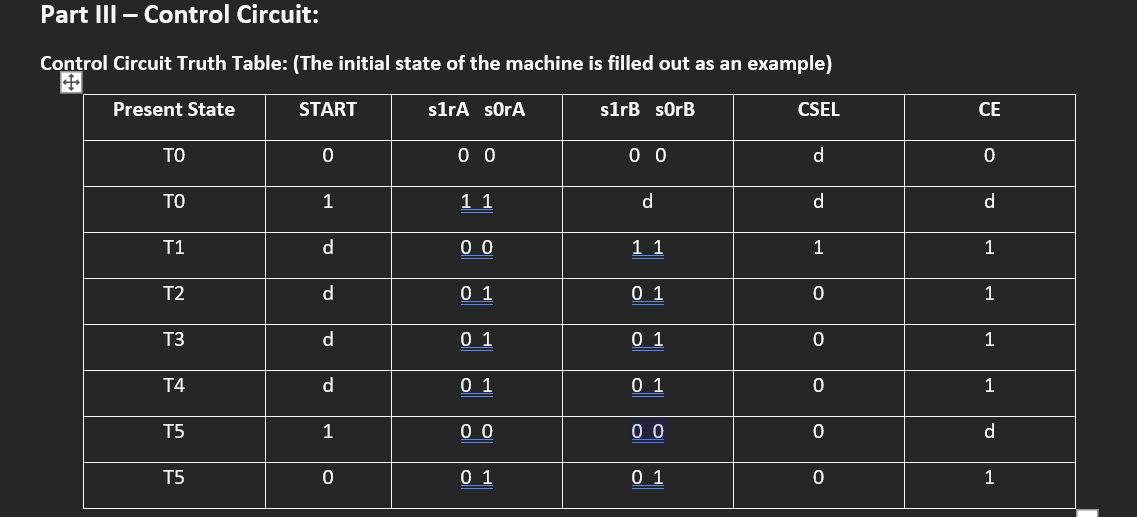 Part III – Control Circuit:
Control Circuit Truth Table: (The initial state of the machine is filled out as an example)
Present State START s1rA s0rA s1rB s0rB CSEL CE
T0 0 0 0 0 0 d 0
T0 1 1 1 d d d
T1 d 0 0 1 1 1 1
T2 d 0 1 0 1 0 1
T3 d 0 1 0 1 0 1
T4 d 0 1 0 1 0 1
T5 1 0 0 0 0 0 d
T5 0 0 1 0 1 0 1